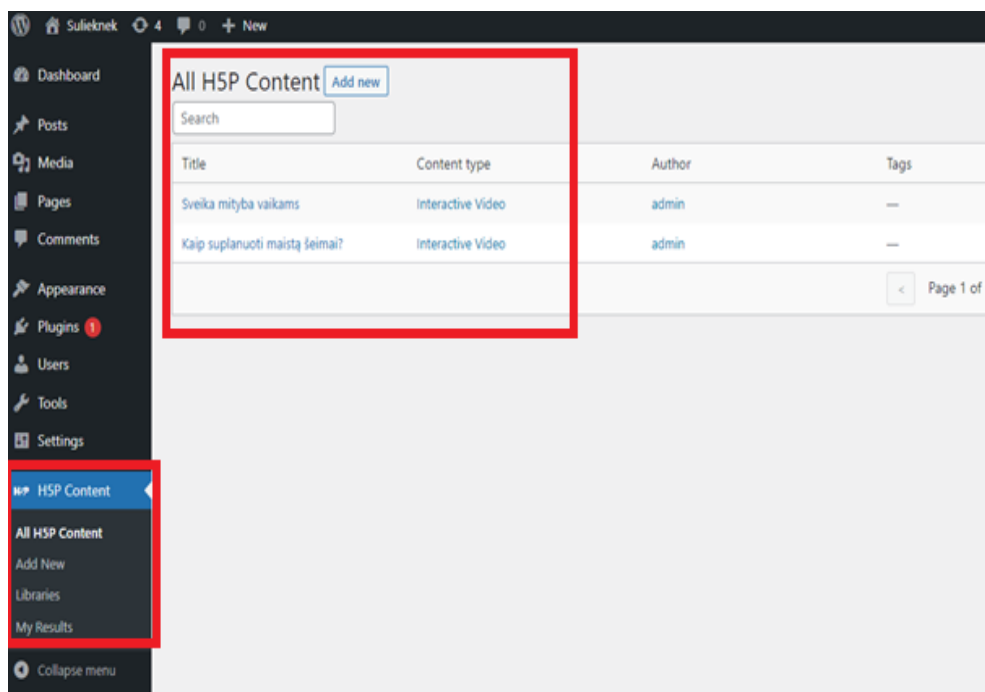 Sulieknek 4 0 + New
Dashboard
Posts
Media
Pages
Comments
Appearance
Plugins 1
Users
Tools
Settings
H5P H5P Content
All H5P Content
Add New
Libraries
My Results
Collapse menu
All H5P Content Add new
Search
Title Content type Author Tags
Sveika mityba vaikams Interactive Video admin —
Kaip suplanuoti maistą šeimai? Interactive Video admin —
< Page 1 of